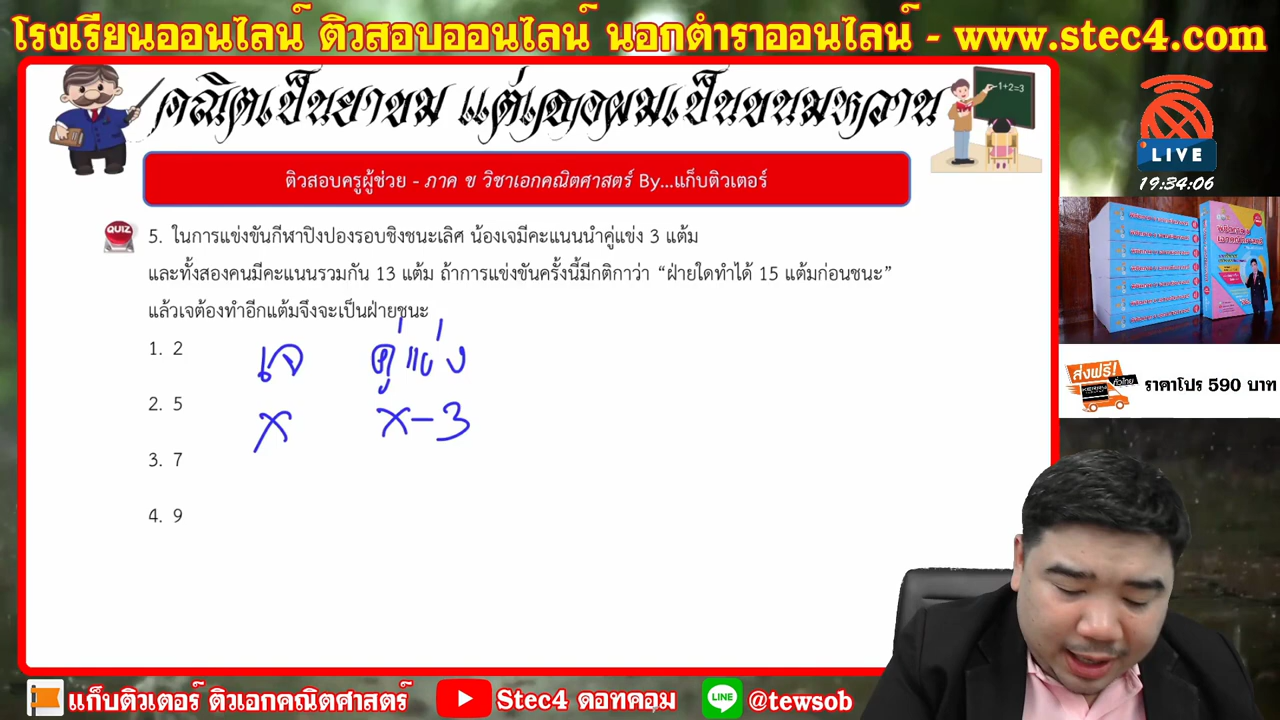 โรงเรียนออนไลน์ ติวสอบออนไลน์ นอกตำราออนไลน์ - www.stec4.com
คณิตเป็นยาขม แต่เจอผมเป็นขนมหวาน
-1+2=3
LIVE
19:34:06
ติวสอบครูผู้ช่วย - ภาค ข วิชาเอกคณิตศาสตร์ By...แก็บติวเตอร์
QUIZ
5. ในการแข่งขันกีฬาปิงปองรอบชิงชนะเลิศ น้องเจมีคะแนนนำคู่แข่ง 3 แต้ม
และทั้งสองคนมีคะแนนรวมกัน 13 แต้ม ถ้าการแข่งขันครั้งนี้มีกติกาว่า “ฝ่ายใดทำได้ 15 แต้มก่อนชนะ”
แล้วเจต้องทำอีกแต้มจึงจะเป็นฝ่ายชนะ
1. 2
2. 5
3. 7
4. 9
เจ คู่แข่ง
x x-3
ส่งฟรี!
KERRY
ทั่วไทย
ราคาโปร 590 บาท
แก็บติวเตอร์ ติวเอกคณิตศาสตร์
Stec4 ดอทคอม
LINE
@tewsob